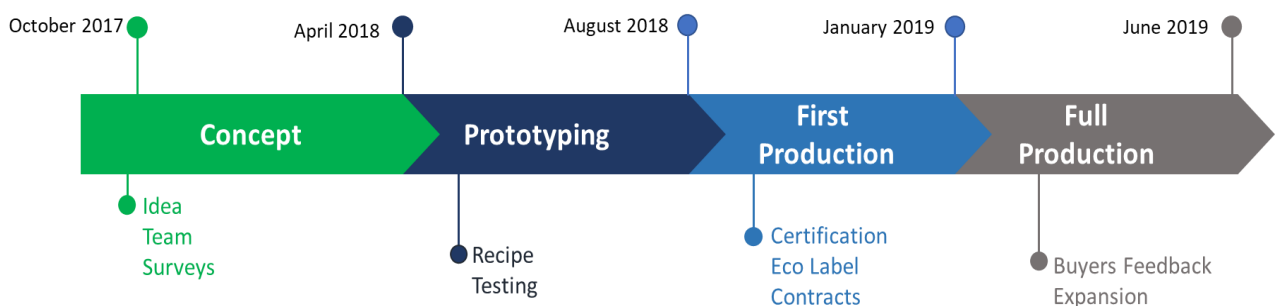 October 2017
April 2018
August 2018
January 2019
June 2019
Concept
Prototyping
First
Production
Full
Production
Idea
Team
Surveys
Recipe
Testing
Certification
Eco Label
Contracts
Buyers Feedback
Expansion